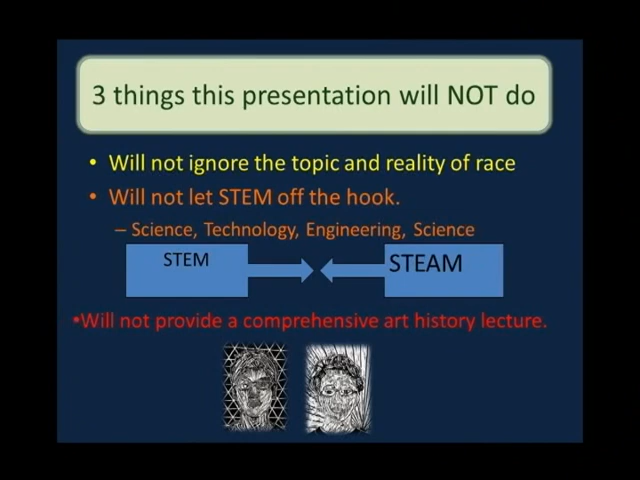 3 things this presentation will NOT do
• Will not ignore the topic and reality of race
• Will not let STEM off the hook.
– Science, Technology, Engineering, Science
STEM
STEAM
•Will not provide a comprehensive art history lecture.